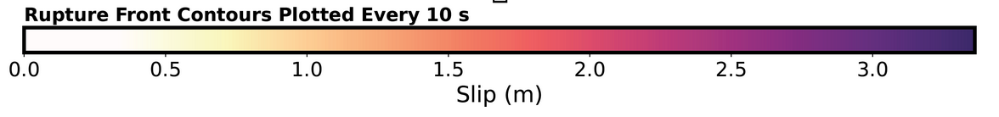 Rupture Front Contours Plotted Every 10 s
0.0 0.5 1.0 1.5 2.0 2.5 3.0
Slip (m)